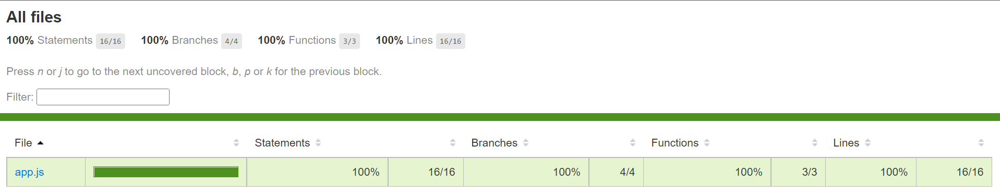 All files
100% Statements 16/16 100% Branches 4/4 100% Functions 3/3 100% Lines 16/16
Press n or j to go to the next uncovered block, b, p or k for the previous block.
Filter:
File Statements Branches Functions Lines
app.js 100% 16/16 100% 4/4 100% 3/3 100% 16/16